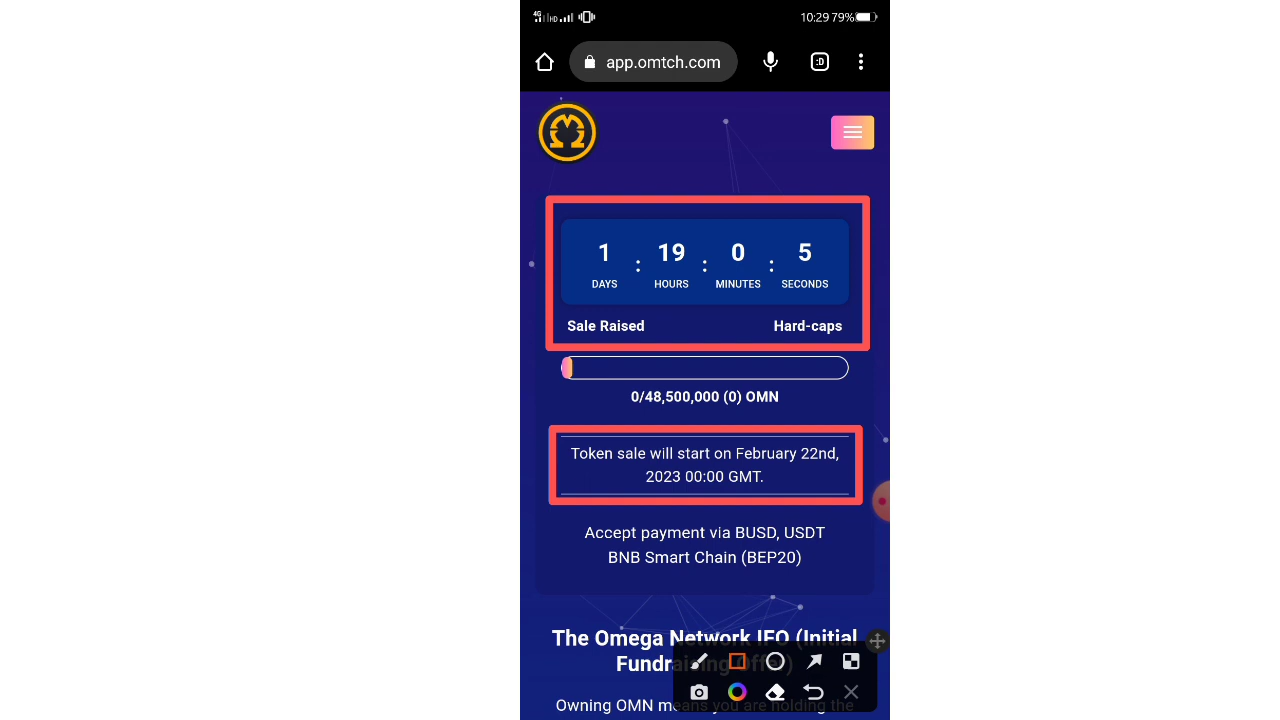 4G HD 10:29 79%
app.omtch.com :D
1 : 19 : 0 : 5
DAYS HOURS MINUTES SECONDS
Sale Raised Hard-caps
0/48,500,000 (0) OMN
Token sale will start on February 22nd,
2023 00:00 GMT.
Accept payment via BUSD, USDT
BNB Smart Chain (BEP20)
The Omega Network IFO (Initial
Fundraising Offer)
Owning OMN means you are holding the